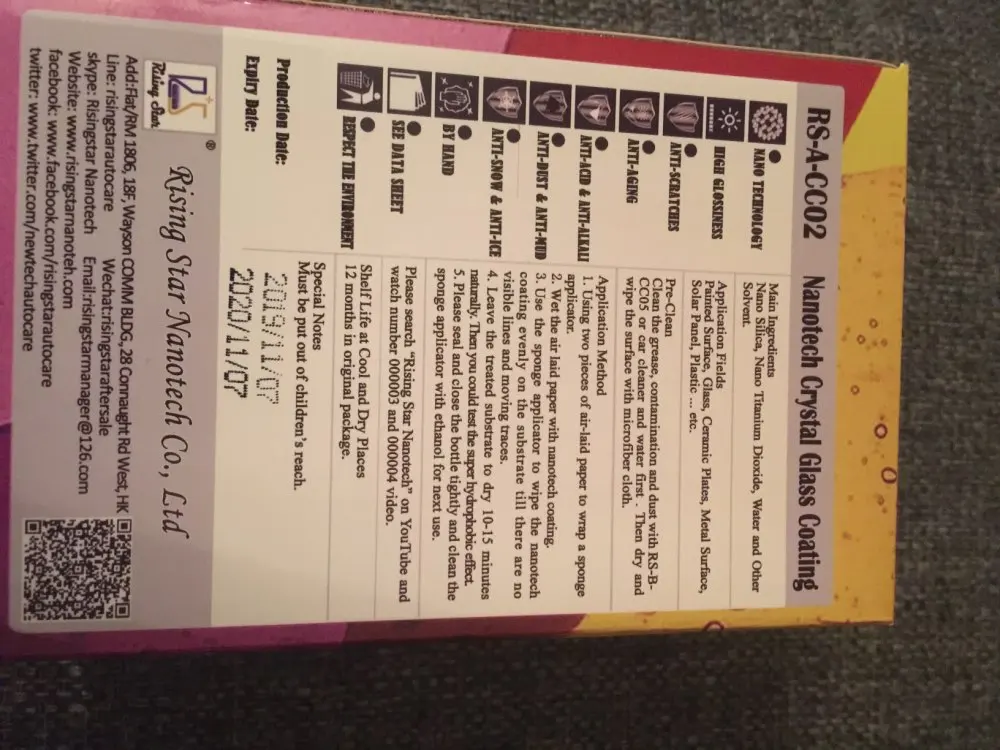 RS-A-CC02 Nanotech Crystal Glass Coating
NANO TECHNOLOGY
HIGH GLOSSINESS
ANTI-SCRATCHES
ANTI-AGING
ANTI-ACID & ANTI-ALKALI
ANTI-DUST & ANTI-MUD
ANTI-SNOW & ANTI-ICE
BY HAND
SEE DATA SHEET
RESPECT THE ENVIRONMENT
Main Ingredients
Nano Silica, Nano Titanium Dioxide, Water and Other
Solvent.
Application Fields
Painted Surface, Glass, Ceramic Plates, Metal Surface,
Solar Panel, Plastic ... etc.
Pre-Clean
Clean the grease, contamination and dust with RS-B-
CC05 or car cleaner and water first . Then dry and
wipe the surface with microfiber cloth.
Application Method
1. Using two pieces of air-laid paper to wrap a sponge
applicator.
2. Wet the air laid paper with nanotech coating.
3. Use the sponge applicator to wipe the nanotech
coating evenly on the substrate till there are no
visible lines and moving traces.
4. Leave the treated substrate to dry 10-15 minutes
naturally. Then you could test the super hydrophobic effect.
5. Please seal and close the bottle tightly and clean the
sponge applicator with ethanol for next use.
Please search "Rising Star Nanotech" on YouTube and
watch number 000003 and 000004 video.
Shelf Life at Cool and Dry Places
12 months in original package.
Special Notes
Must be put out of children's reach.
Production Date: 2019/11/07
Expiry Date: 2020/11/07
Rising Star
® Rising Star Nanotech Co., Ltd
Add:Flat/RM 1806, 18F, Wayson COMM BLDG., 28 Connaught Rd West, HK
Line: risingstarautocare Wechat:risingstaraftersale
skype: Risingstar Nanotech Email:risingstarmanager@126.com
Website: www.risingstarnanoteh.com
facebook: www.facebook.com/risingstarautocare
twitter: www.twitter.com/newtechautocare